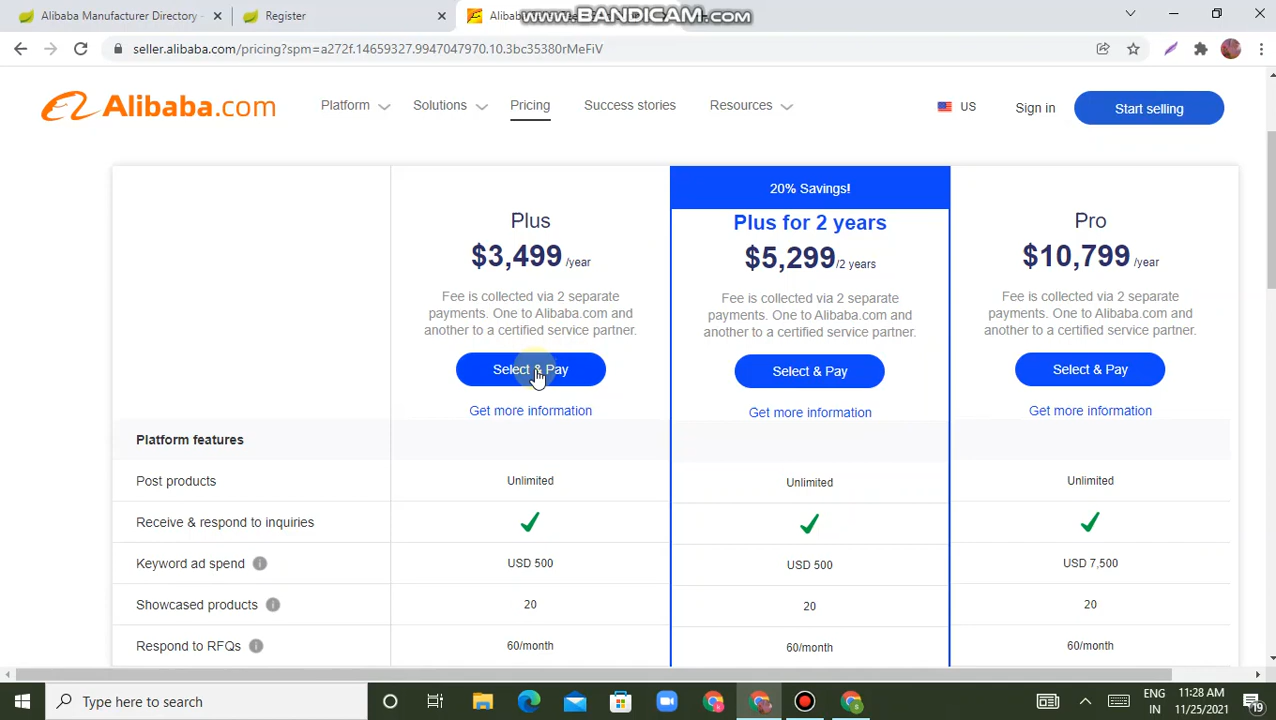 Alibaba Manufacturer Directory -
Register
Alibab
www.BANDICAM.com
seller.alibaba.com/pricing?spm=a272f.14659327.9947047970.10.3bc35380rMeFiV
Alibaba.com
Platform
Solutions
Pricing
Success stories
Resources
US
Sign in
Start selling
20% Savings!
Plus
Plus for 2 years
Pro
$3,499 /year
$5,299 /2 years
$10,799 /year
Fee is collected via 2 separate
payments. One to Alibaba.com and
another to a certified service partner.
Fee is collected via 2 separate
payments. One to Alibaba.com and
another to a certified service partner.
Fee is collected via 2 separate
payments. One to Alibaba.com and
another to a certified service partner.
Select & Pay
Select & Pay
Select & Pay
Get more information
Get more information
Get more information
Platform features
Post products
Unlimited
Unlimited
Unlimited
Receive & respond to inquiries
Keyword ad spend
USD 500
USD 500
USD 7,500
Showcased products
20
20
20
Respond to RFQs
60/month
60/month
60/month
Type here to search
ENG
IN
11:28 AM
11/25/2021
19